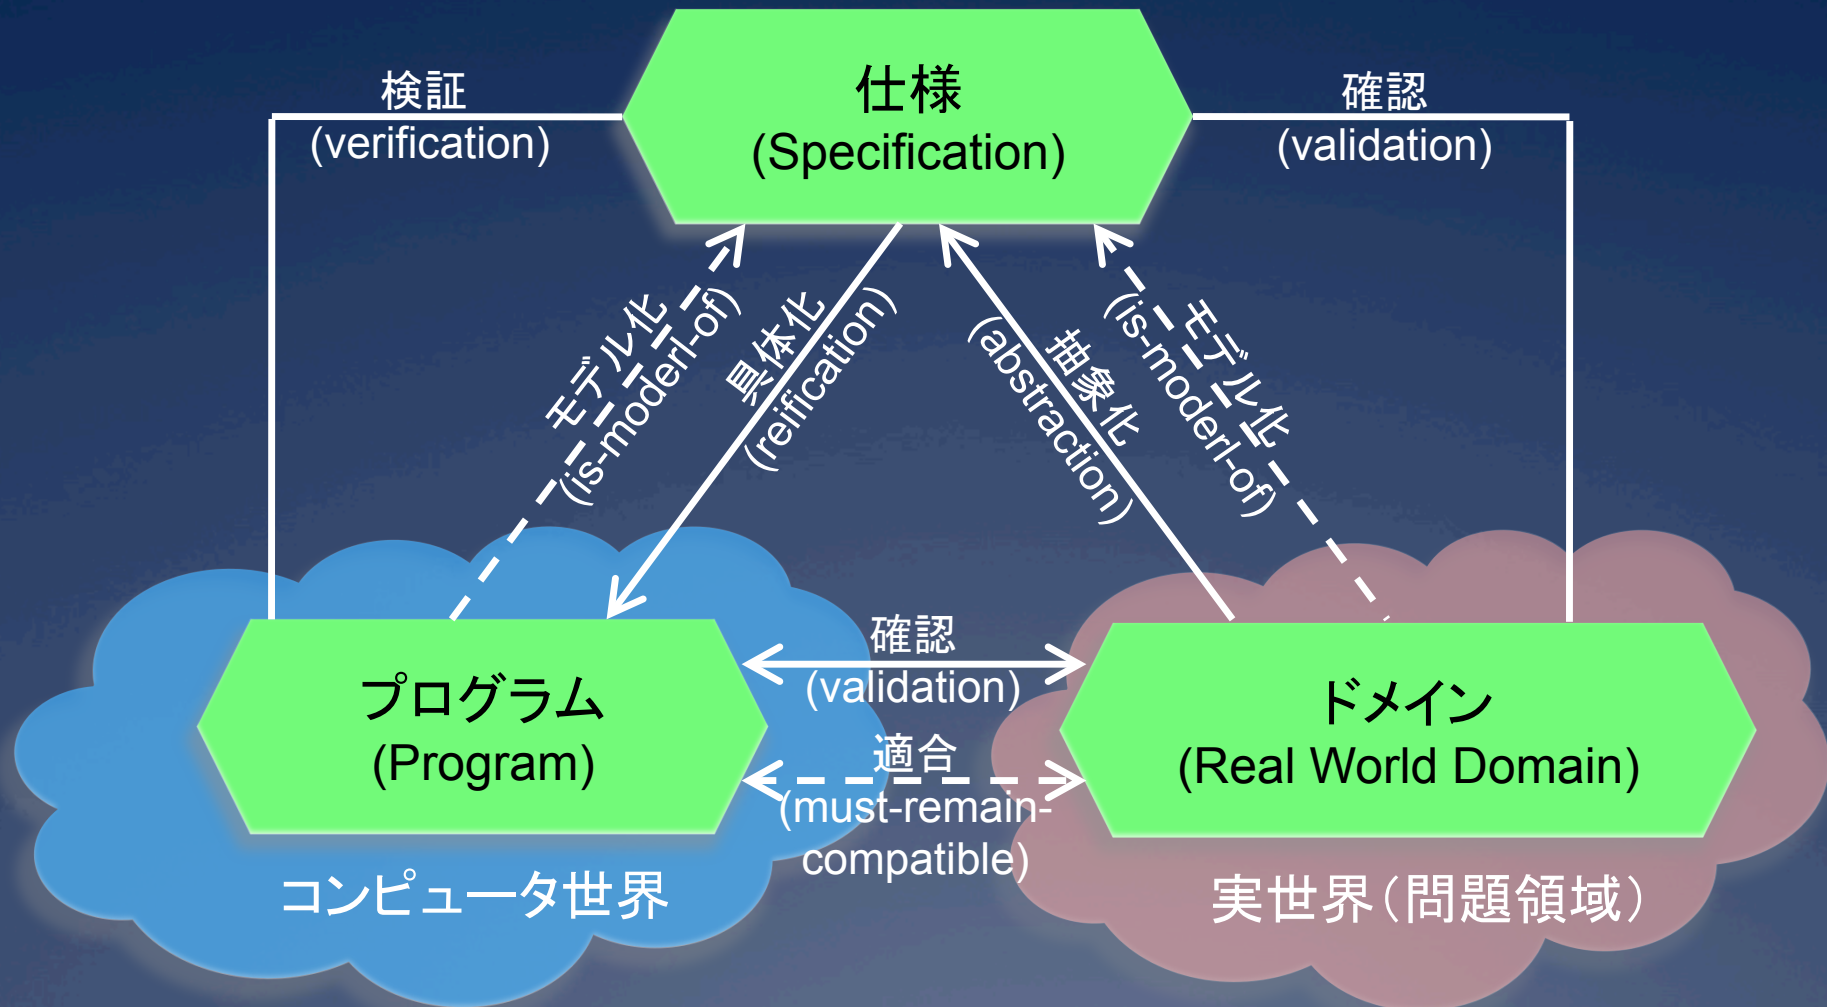 仕様
(Specification)
検証
(verification)
確認
(validation)
モデル化
(is-moderl-of)
具体化
(reification)
抽象化
(abstraction)
モデル化
(is-moderl-of)
プログラム
(Program)
確認
(validation)
適合
(must-remain-
compatible)
ドメイン
(Real World Domain)
コンピュータ世界
実世界(問題領域)